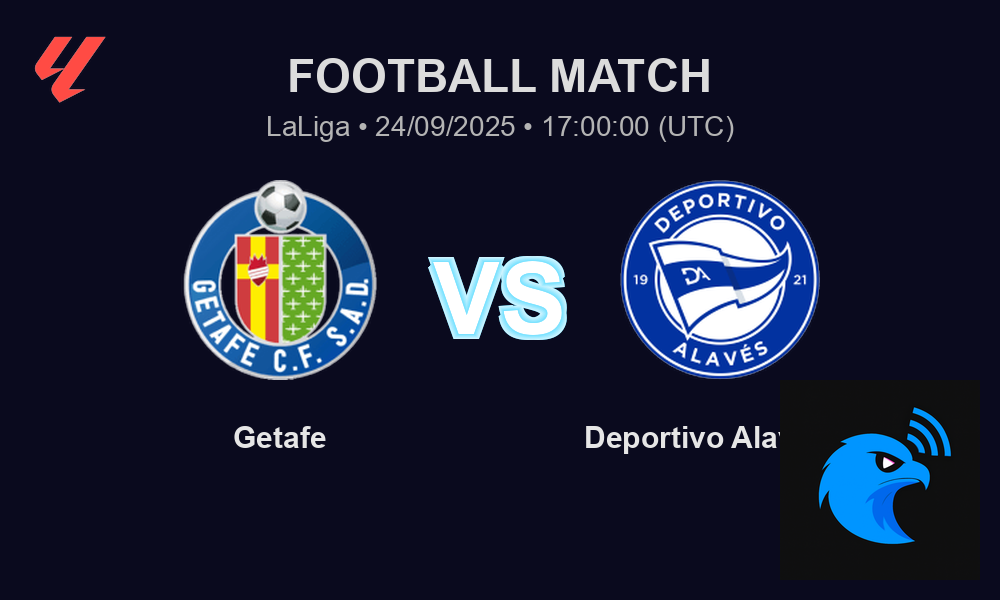 FOOTBALL MATCH
LaLiga • 24/09/2025 • 17:00:00 (UTC)
GETAFE C.F. S.A.D.
VS
DEPORTIVO
19 21
DA
ALAVÉS
Getafe
Deportivo Ala